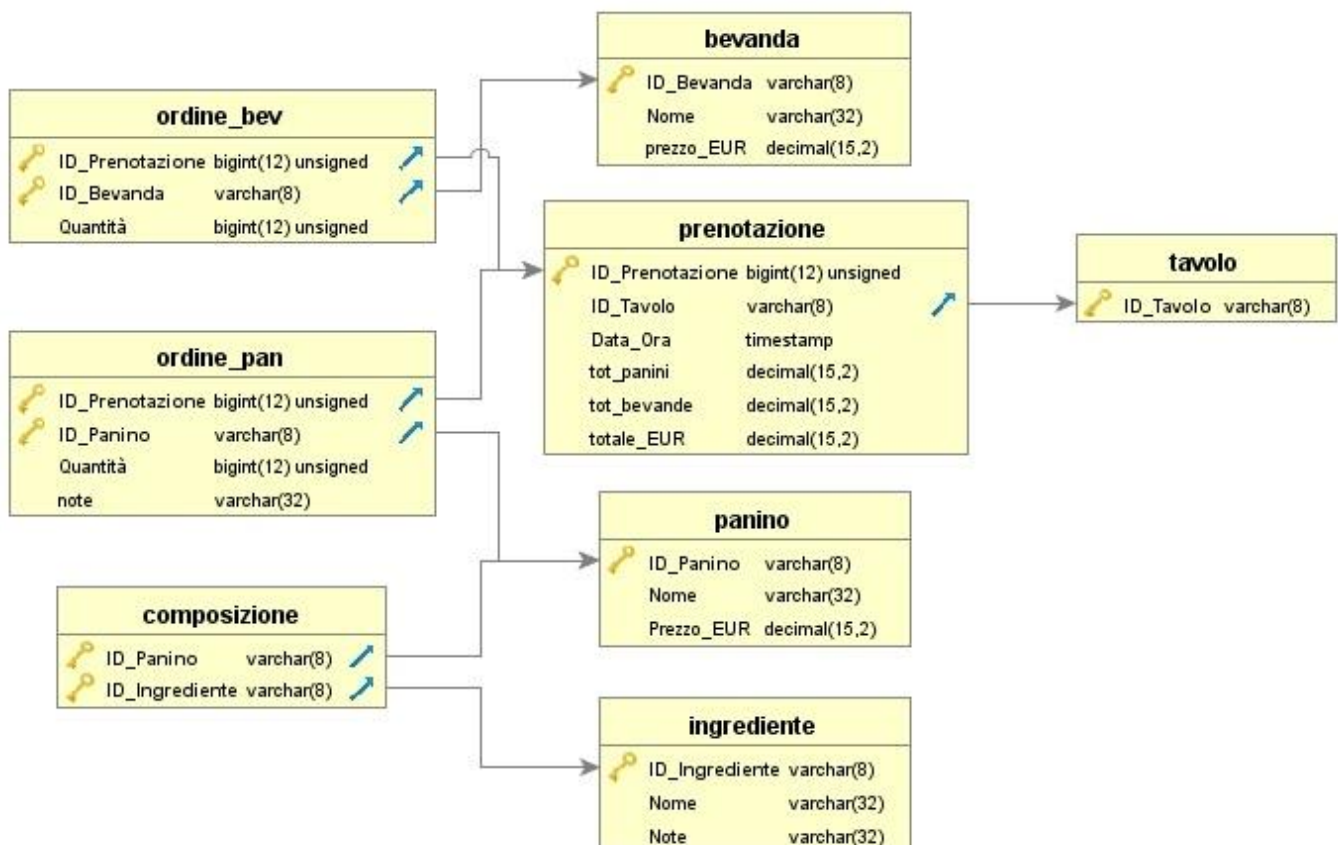 bevanda
ID_Bevanda varchar(8)
Nome varchar(32)
prezzo_EUR decimal(15,2)
ordine_bev
ID_Prenotazione bigint(12) unsigned
ID_Bevanda varchar(8)
Quantità bigint(12) unsigned
prenotazione
ID_Prenotazione bigint(12) unsigned
ID_Tavolo varchar(8)
Data_Ora timestamp
tot_panini decimal(15,2)
tot_bevande decimal(15,2)
totale_EUR decimal(15,2)
tavolo
ID_Tavolo varchar(8)
ordine_pan
ID_Prenotazione bigint(12) unsigned
ID_Panino varchar(8)
Quantità bigint(12) unsigned
note varchar(32)
panino
ID_Panino varchar(8)
Nome varchar(32)
Prezzo_EUR decimal(15,2)
composizione
ID_Panino varchar(8)
ID_Ingrediente varchar(8)
ingrediente
ID_Ingrediente varchar(8)
Nome varchar(32)
Note varchar(32)